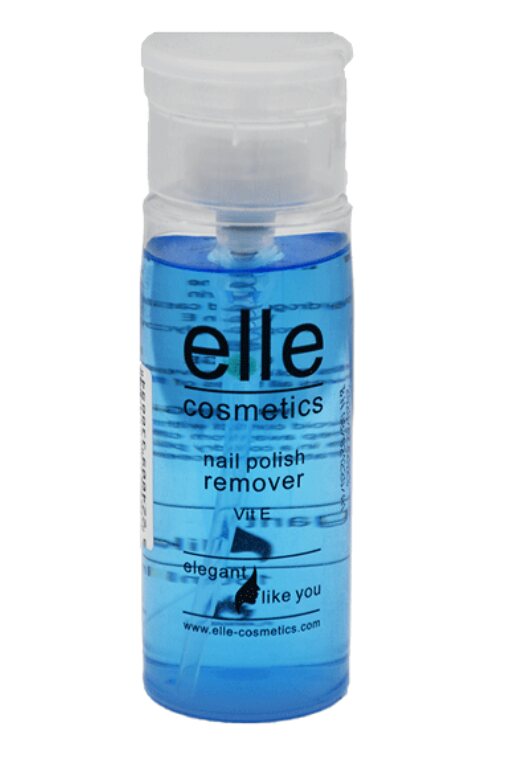 elle
cosmetics
nail polish
remover
Vit E
elegant
like you
www.elle-cosmetics.com